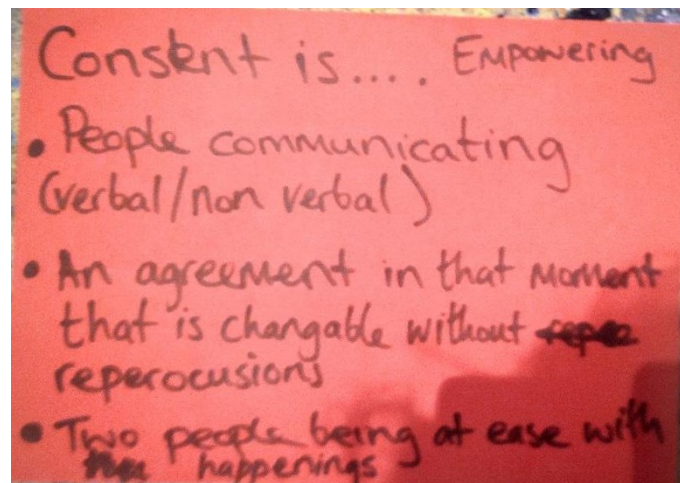 Consent is.... Empowering
• People communicating
(verbal/non verbal)
• An agreement in that moment
that is changable without
reperocusions
• Two people being at ease with
happenings